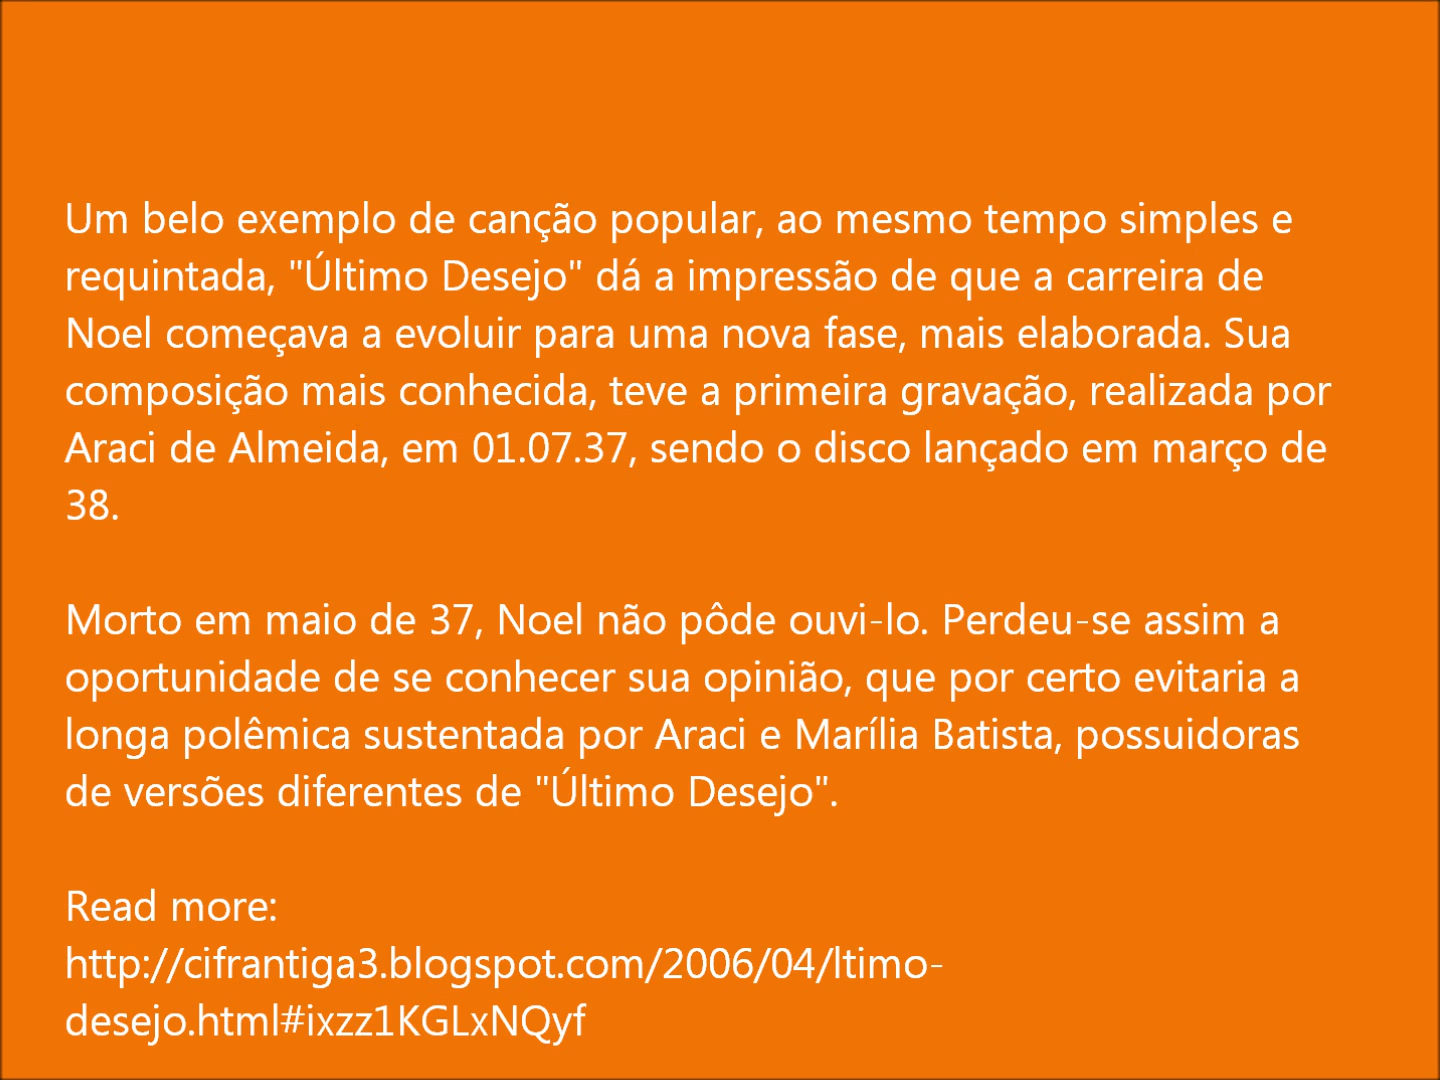 Um belo exemplo de canção popular, ao mesmo tempo simples e
requintada, "Último Desejo" dá a impressão de que a carreira de
Noel começava a evoluir para uma nova fase, mais elaborada. Sua
composição mais conhecida, teve a primeira gravação, realizada por
Araci de Almeida, em 01.07.37, sendo o disco lançado em março de
38.
Morto em maio de 37, Noel não pôde ouvi-lo. Perdeu-se assim a
oportunidade de se conhecer sua opinião, que por certo evitaria a
longa polêmica sustentada por Araci e Marília Batista, possuidoras
de versões diferentes de "Último Desejo".
Read more:
http://cifrantiga3.blogspot.com/2006/04/ltimo-
desejo.html#ixzz1KGLxNQyf